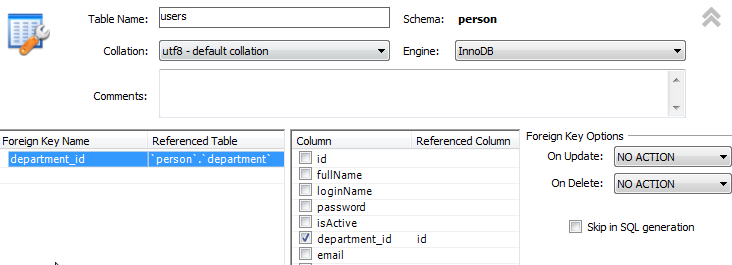 Table Name: users Schema: person
Collation: utf8 - default collation Engine: InnoDB
Comments:
Foreign Key Name Referenced Table Column Referenced Column Foreign Key Options
department_id `person`.`department`
id
fullName
loginName
password
isActive
department_id id
email
On Update: NO ACTION
On Delete: NO ACTION
Skip in SQL generation